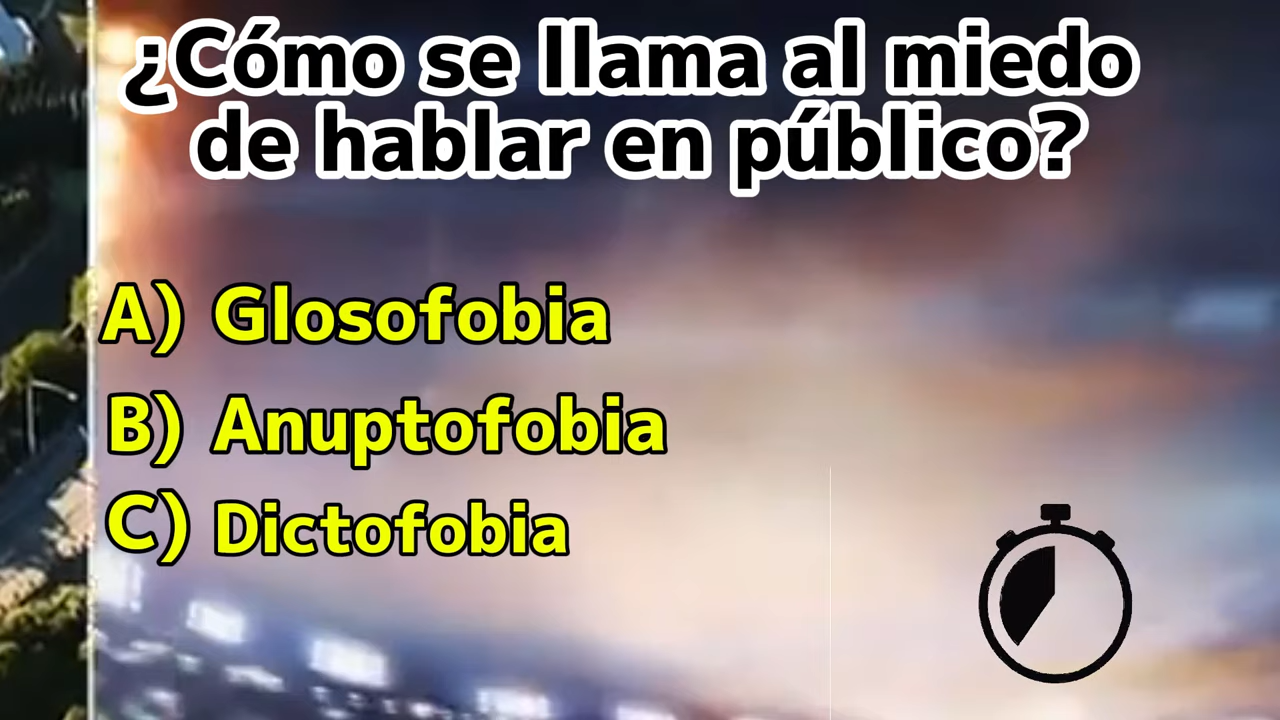 ¿Cómo se llama al miedo
de hablar en público?
A) Glosofobia
B) Anuptofobia
C) Dictofobia